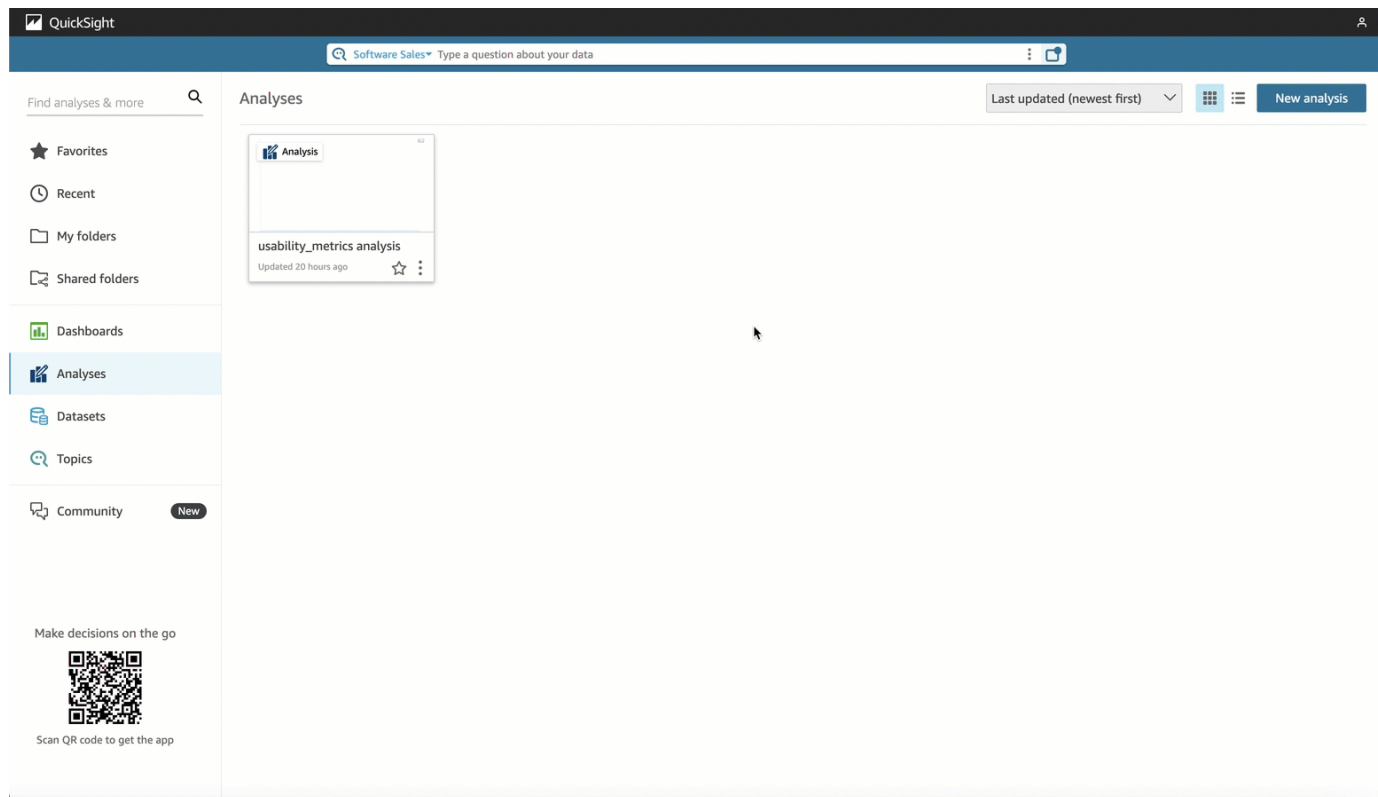 QuickSight
Software Sales Type a question about your data
Find analyses & more
Favorites
Recent
My folders
Shared folders
Dashboards
Analyses
Datasets
Topics
Community New
Make decisions on the go
Scan QR code to get the app
Analyses
Last updated (newest first)
New analysis
Analysis
usability_metrics analysis
Updated 20 hours ago